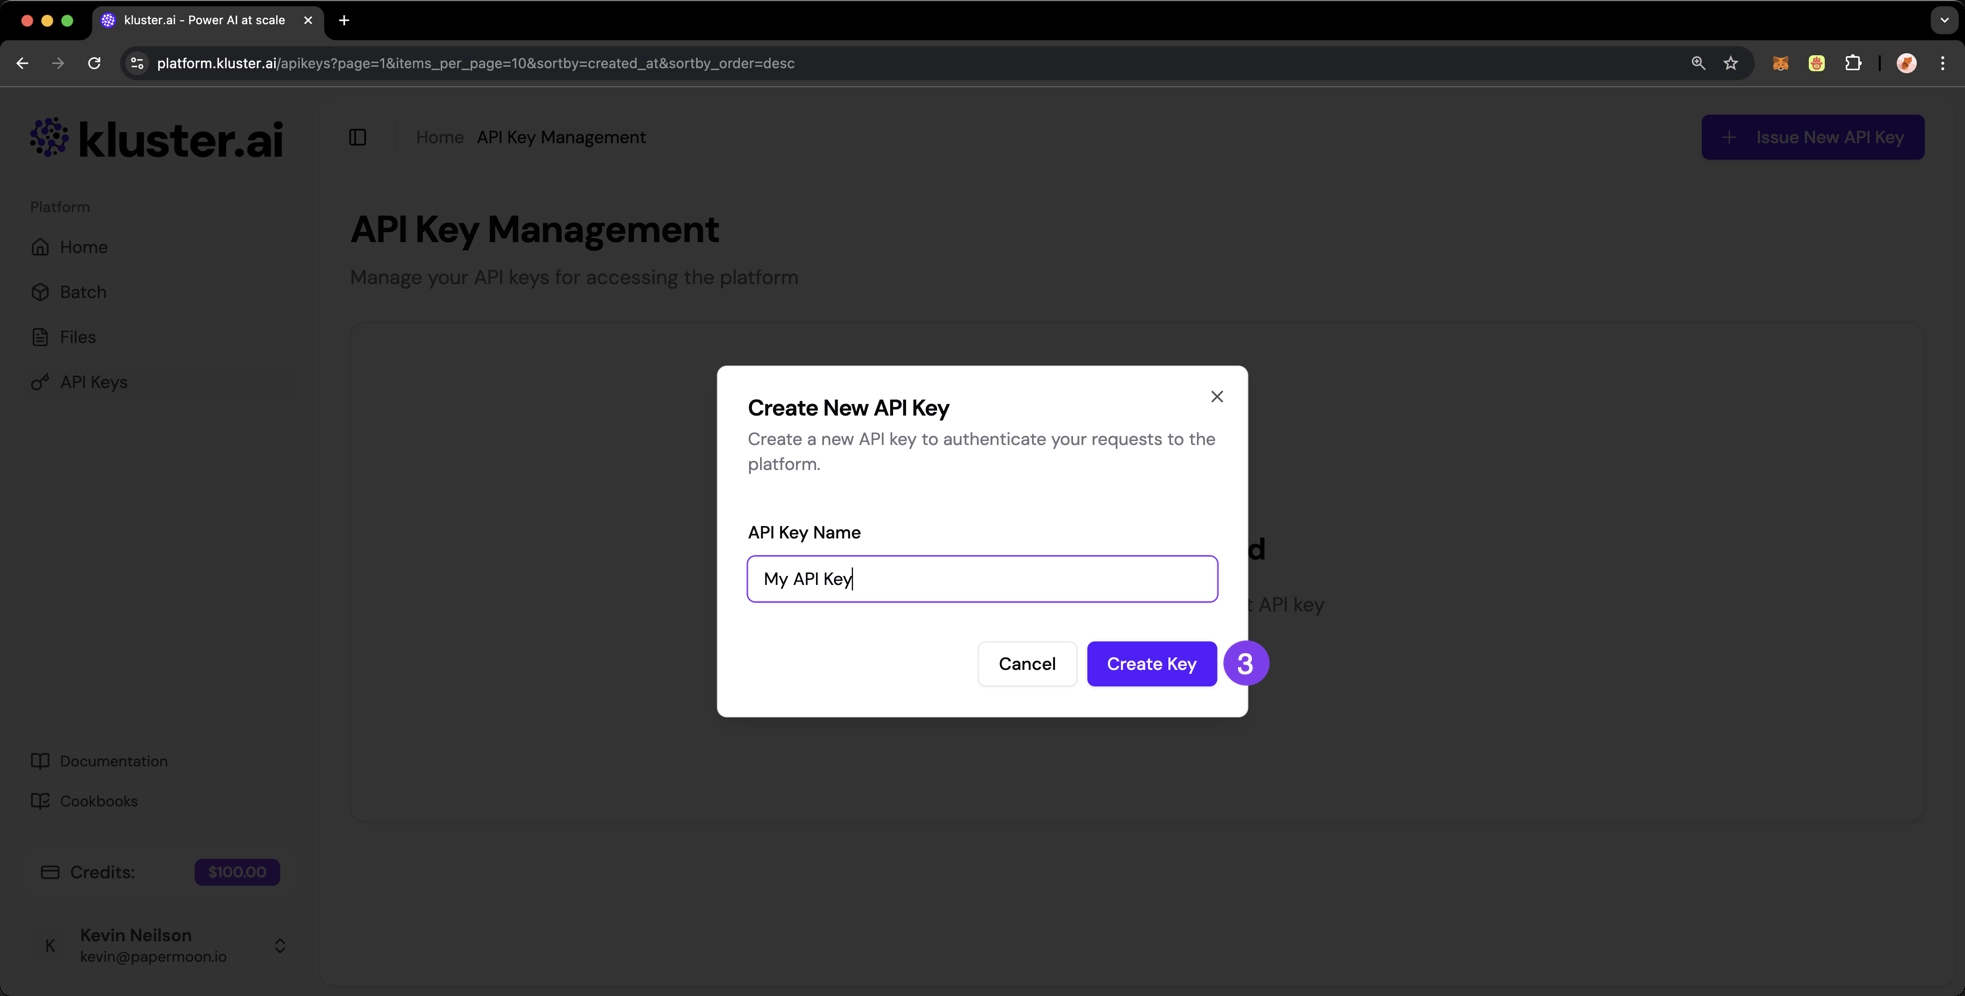 kluster.ai - Power AI at scale
platform.kluster.ai/apikeys?page=1&items_per_page=10&sortby=created_at&sortby_order=desc
kluster.ai
Home API Key Management
Issue New API Key
Platform
Home
Batch
Files
API Keys
API Key Management
Manage your API keys for accessing the platform
Create New API Key
Create a new API key to authenticate your requests to the
platform.
API Key Name
My API Key
d
API key
Cancel
Create Key
3
Documentation
Cookbooks
Credits: $100.00
K
Kevin Neilson
kevin@papermoon.io